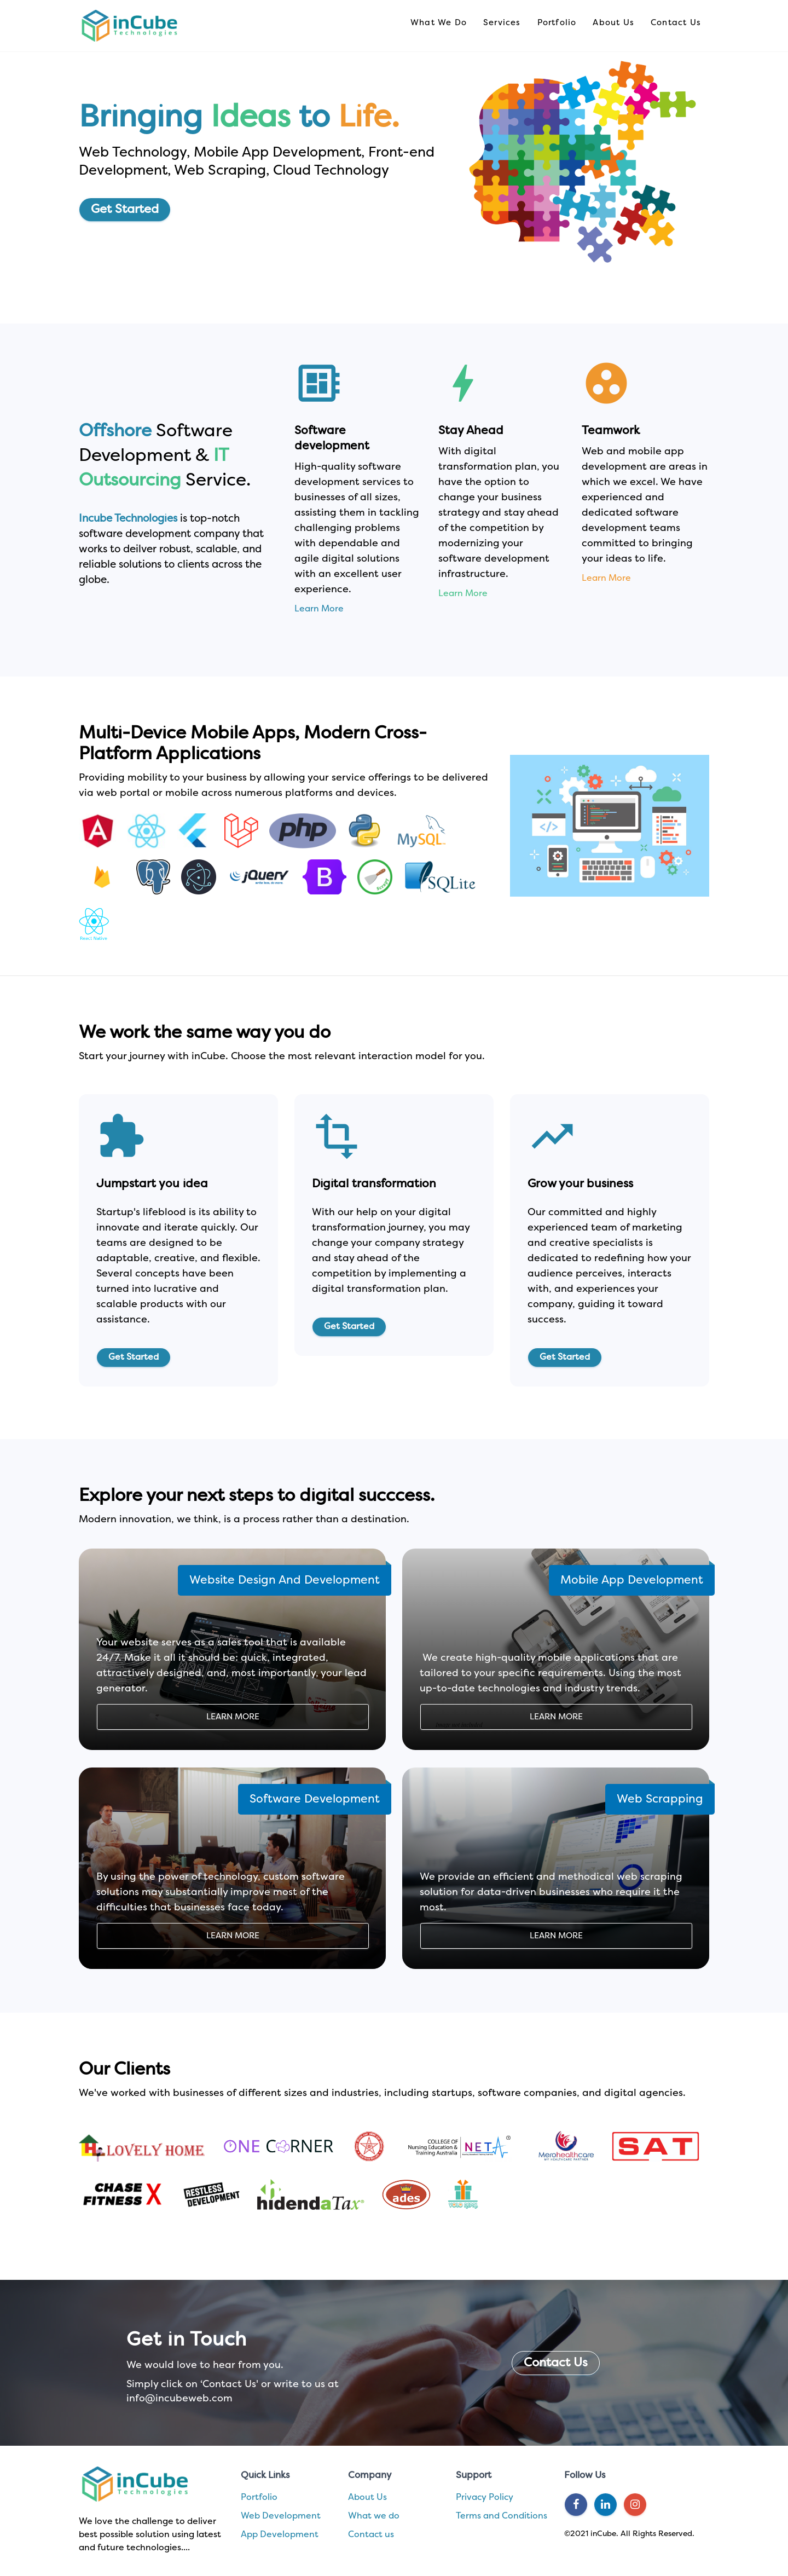 inCube
Technologies
What We Do
Services
Portfolio
About Us
Contact Us
Bringing Ideas to Life.
Web Technology, Mobile App Development, Front-end
Development, Web Scraping, Cloud Technology
Get Started
Offshore Software
Development & IT
Outsourcing Service.
Incube Technologies is top-notch
software development company that
works to deilver robust, scalable, and
reliable solutions to clients across the
globe.
Software
development
High-quality software
development services to
businesses of all sizes,
assisting them in tackling
challenging problems
with dependable and
agile digital solutions
with an excellent user
experience.
Learn More
Stay Ahead
With digital
transformation plan, you
have the option to
change your business
strategy and stay ahead
of the competition by
modernizing your
software development
infrastructure.
Learn More
Teamwork
Web and mobile app
development are areas in
which we excel. We have
experienced and
dedicated software
development teams
committed to bringing
your ideas to life.
Learn More
Multi-Device Mobile Apps, Modern Cross-
Platform Applications
Providing mobility to your business by allowing your service offerings to be delivered
via web portal or mobile across numerous platforms and devices.
A
php
MySQL
jQuery
B
SQLite
React Native
We work the same way you do
Start your journey with inCube. Choose the most relevant interaction model for you.
Jumpstart you idea
Startup's lifeblood is its ability to
innovate and iterate quickly. Our
teams are designed to be
adaptable, creative, and flexible.
Several concepts have been
turned into lucrative and
scalable products with our
assistance.
Get Started
Digital transformation
With our help on your digital
transformation journey, you may
change your company strategy
and stay ahead of the
competition by implementing a
digital transformation plan.
Get Started
Grow your business
Our committed and highly
experienced team of marketing
and creative specialists is
dedicated to redefining how your
audience perceives, interacts
with, and experiences your
company, guiding it toward
success.
Get Started
Explore your next steps to digital succcess.
Modern innovation, we think, is a process rather than a destination.
Website Design And Development
Your website serves as a sales tool that is available
24/7. Make it all it should be: quick, integrated,
attractively designed, and, most importantly, your lead
generator.
LEARN MORE
Mobile App Development
We create high-quality mobile applications that are
tailored to your specific requirements. Using the most
up-to-date technologies and industry trends.
LEARN MORE
Software Development
By using the power of technology, custom software
solutions may substantially improve most of the
difficulties that businesses face today.
LEARN MORE
Web Scrapping
We provide an efficient and methodical web scraping
solution for data-driven businesses who require it the
most.
LEARN MORE
Our Clients
We've worked with businesses of different sizes and industries, including startups, software companies, and digital agencies.
LOVELY HOME
ONE CORNER
COLLEGE OF
Nursing Education &
Training Australia
NETA
Merohealthcare
MY HEALTHCARE PARTNER
SAT
CHASE
FITNESS X
RESTLESS
DEVELOPMENT
hidendaTax
ades
Get in Touch
We would love to hear from you.
Simply click on 'Contact Us' or write to us at
info@incubeweb.com
Contact Us
inCube
Technologies
We love the challenge to deliver
best possible solution using latest
and future technologies....
Quick Links
Portfolio
Web Development
App Development
Company
About Us
What we do
Contact us
Support
Privacy Policy
Terms and Conditions
Follow Us
©2021 inCube. All Rights Reserved.